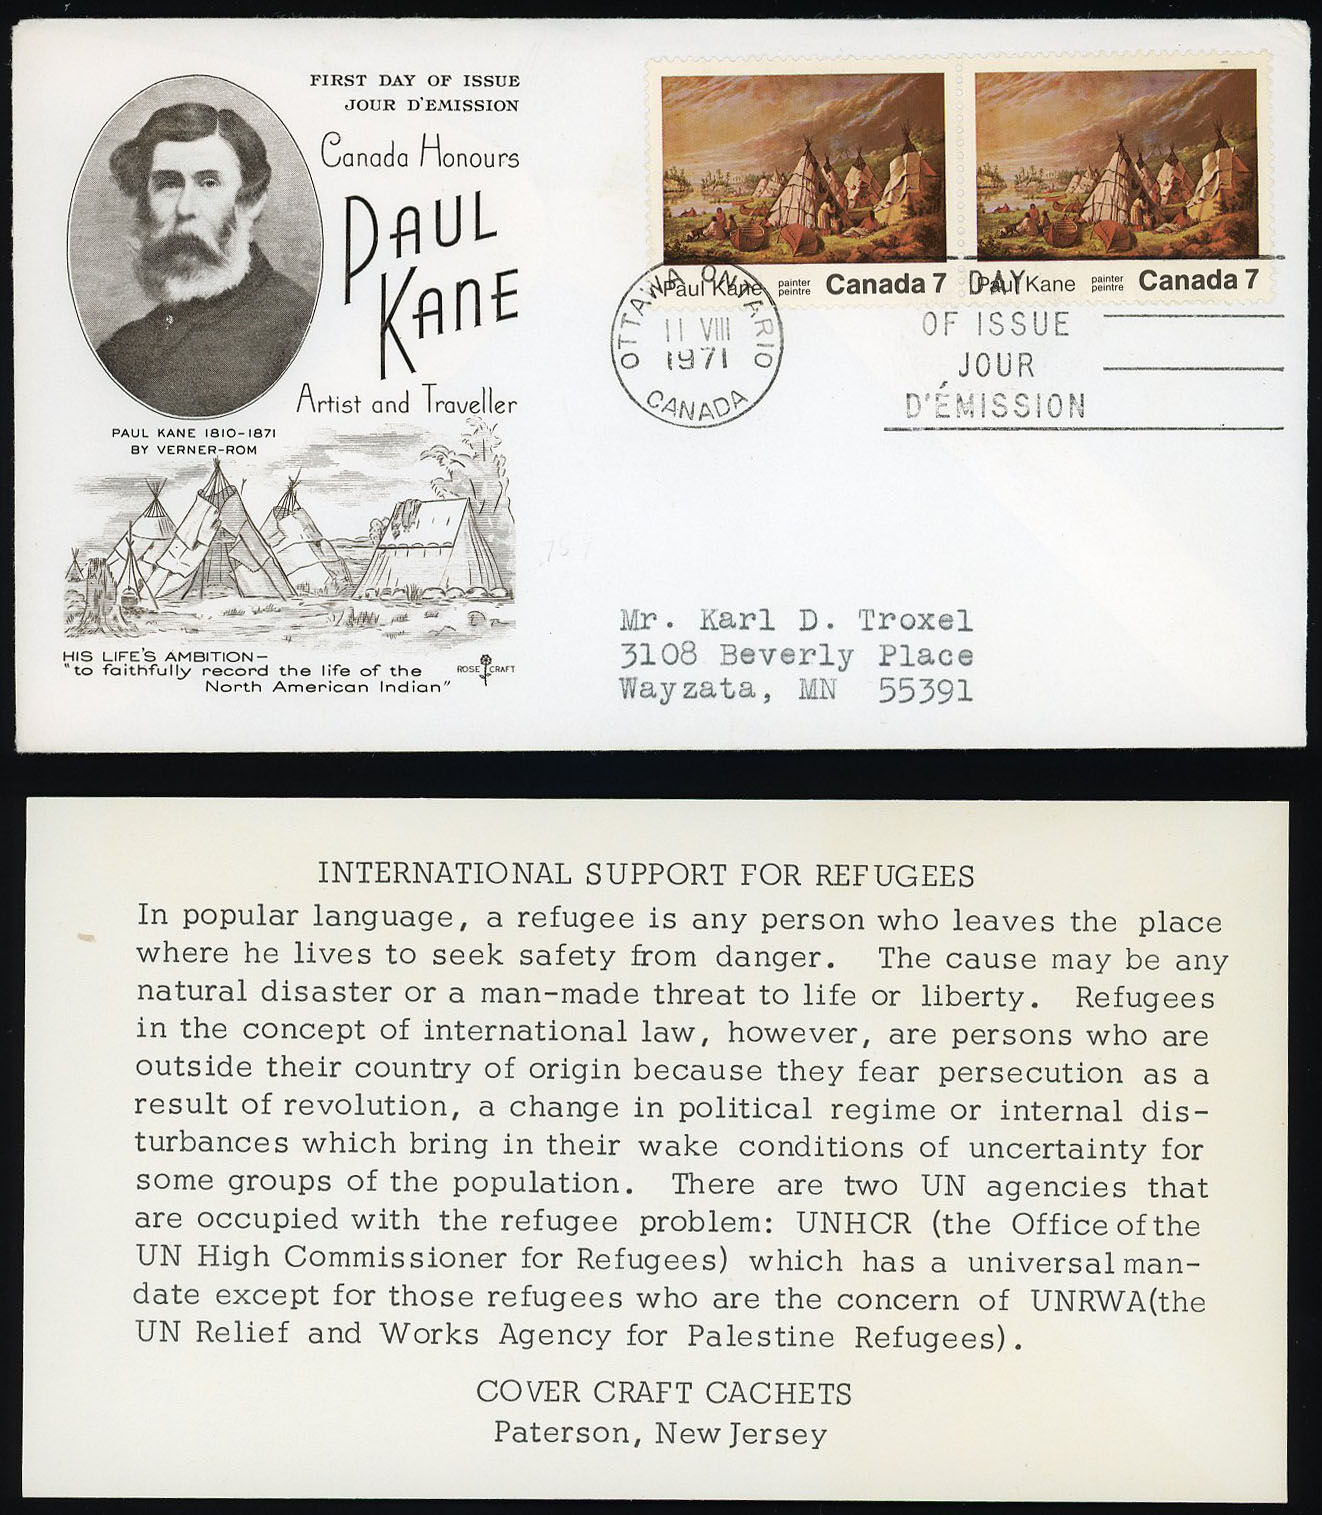 FIRST DAY OF ISSUE
JOUR D'EMISSION
Canada Honours
PAUL
KANE
Artist and Traveller
PAUL KANE 1810-1871
BY VERNER-ROM
HIS LIFE'S AMBITION—
"to faithfully record the life of the
North American Indian"
ROSE CRAFT
Paul Kane painter peintre Canada 7
Paul Kane painter peintre Canada 7
OTTAWA ONTARIO
11 VIII
1971
CANADA
DAY
OF ISSUE
JOUR
D'ÉMISSION
Mr. Karl D. Troxel
3108 Beverly Place
Wayzata, MN 55391
INTERNATIONAL SUPPORT FOR REFUGEES
In popular language, a refugee is any person who leaves the place
where he lives to seek safety from danger. The cause may be any
natural disaster or a man-made threat to life or liberty. Refugees
in the concept of international law, however, are persons who are
outside their country of origin because they fear persecution as a
result of revolution, a change in political regime or internal dis-
turbances which bring in their wake conditions of uncertainty for
some groups of the population. There are two UN agencies that
are occupied with the refugee problem: UNHCR (the Office of the
UN High Commissioner for Refugees) which has a universal man-
date except for those refugees who are the concern of UNRWA(the
UN Relief and Works Agency for Palestine Refugees).
COVER CRAFT CACHETS
Paterson, New Jersey